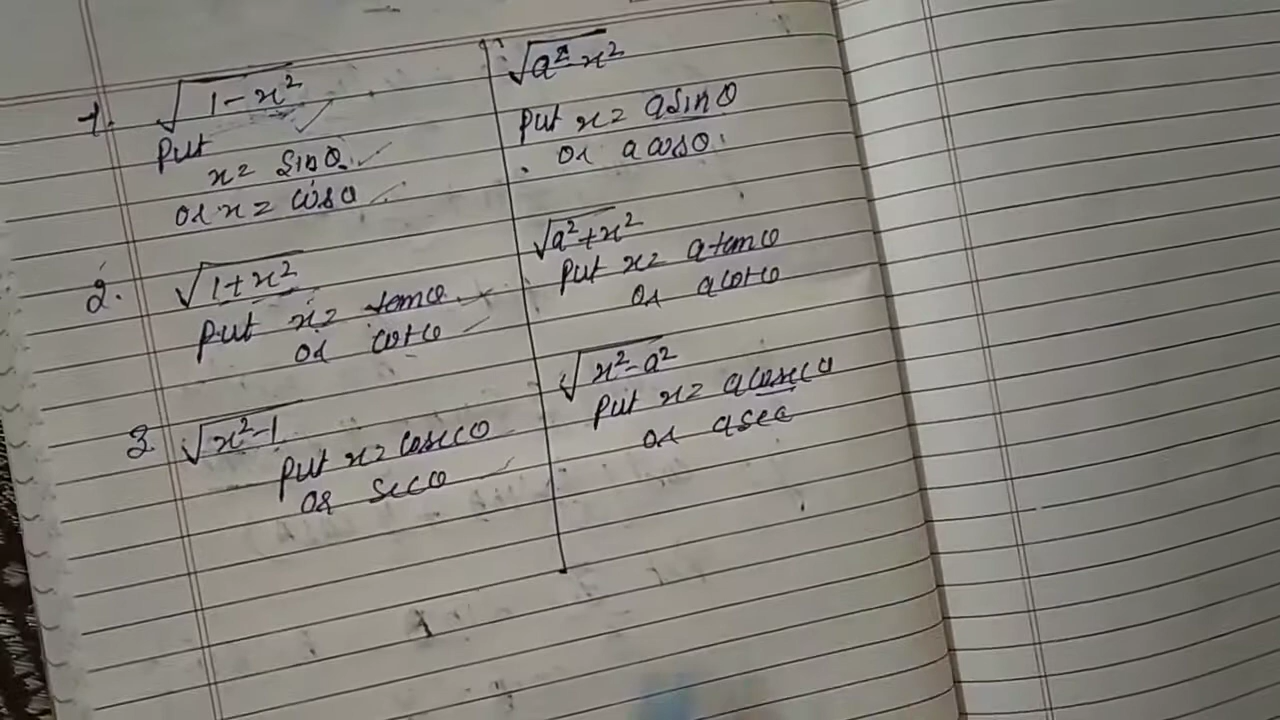 1. √(1-x²)
Put
x = sinθ
or x = cosθ
2. √(1+x²)
Put x = tanθ
or cotθ
3. √(x²-1)
Put x = cosecθ
or secθ
√(a²-x²)
Put x = a sinθ
or a cosθ
√(a²+x²)
Put x = a tanθ
or a cotθ
√(x²-a²)
Put x = a cosecθ
or a secθ